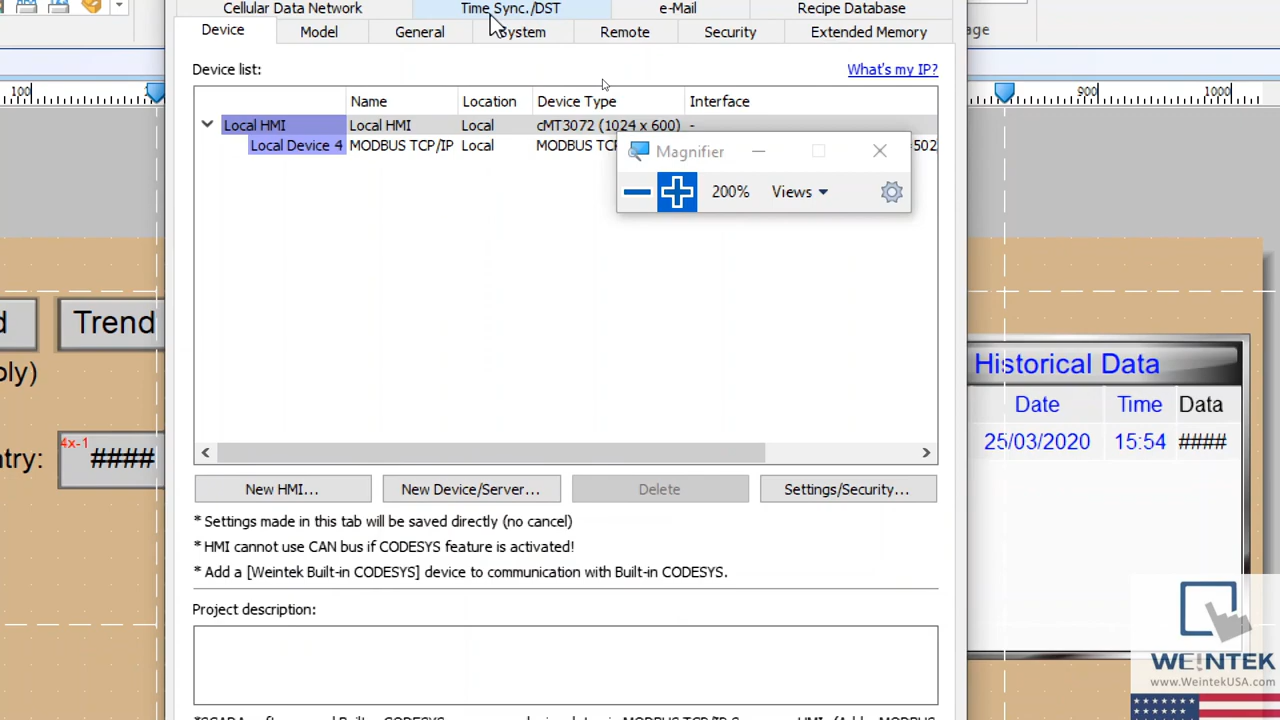 Cellular Data Network Time Sync./DST e-Mail Recipe Database
Device Model General System Remote Security Extended Memory
Device list: What's my IP?
Name Location Device Type Interface
Local HMI Local HMI Local cMT3072 (1024 x 600) -
Local Device 4 MODBUS TCP/IP Local MODBUS TCP 502
Magnifier
200% Views
100 900 1000
Trend
Historical Data
Date Time Data
25/03/2020 15:54 ####
4x-1
####
New HMI... New Device/Server... Delete Settings/Security...
* Settings made in this tab will be saved directly (no cancel)
* HMI cannot use CAN bus if CODESYS feature is activated!
* Add a [Weintek Built-in CODESYS] device to communication with Built-in CODESYS.
Project description:
WEINTEK
www.WeintekUSA.com